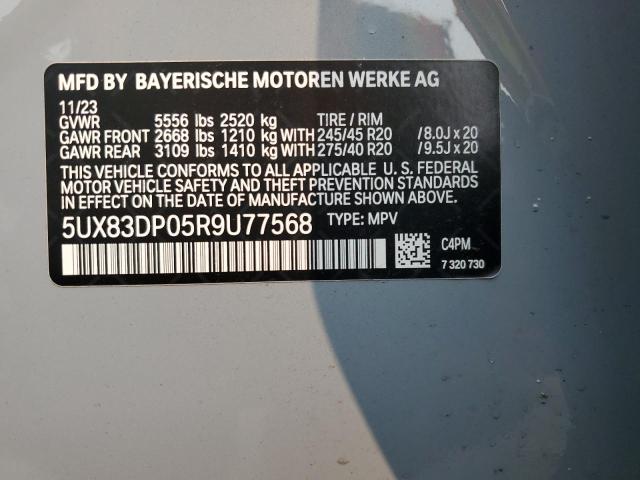 MFD BY BAYERISCHE MOTOREN WERKE AG
11/23
GVWR 5556 lbs 2520 kg TIRE / RIM
GAWR FRONT 2668 lbs 1210 kg WITH 245/45 R20 /8.0J x 20
GAWR REAR 3109 lbs 1410 kg WITH 275/40 R20 /9.5J x 20
THIS VEHICLE CONFORMS TO ALL APPLICABLE U. S. FEDERAL
MOTOR VEHICLE SAFETY AND THEFT PREVENTION STANDARDS
IN EFFECT ON THE DATE OF MANUFACTURE SHOWN ABOVE.
5UX83DP05R9U77568 TYPE: MPV
C4PM
7 320 730